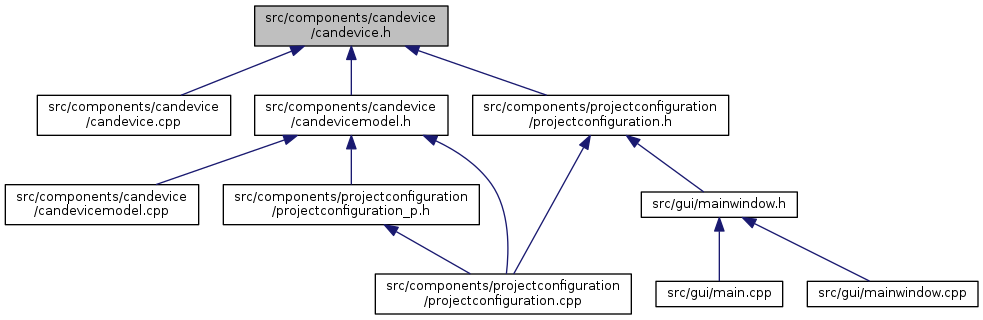 src/components/candevice
/candevice.h
src/components/candevice
/candevice.cpp
src/components/candevice
/candevicemodel.h
src/components/projectconfiguration
/projectconfiguration.h
src/components/candevice
/candevicemodel.cpp
src/components/projectconfiguration
/projectconfiguration_p.h
src/gui/mainwindow.h
src/components/projectconfiguration
/projectconfiguration.cpp
src/gui/main.cpp
src/gui/mainwindow.cpp